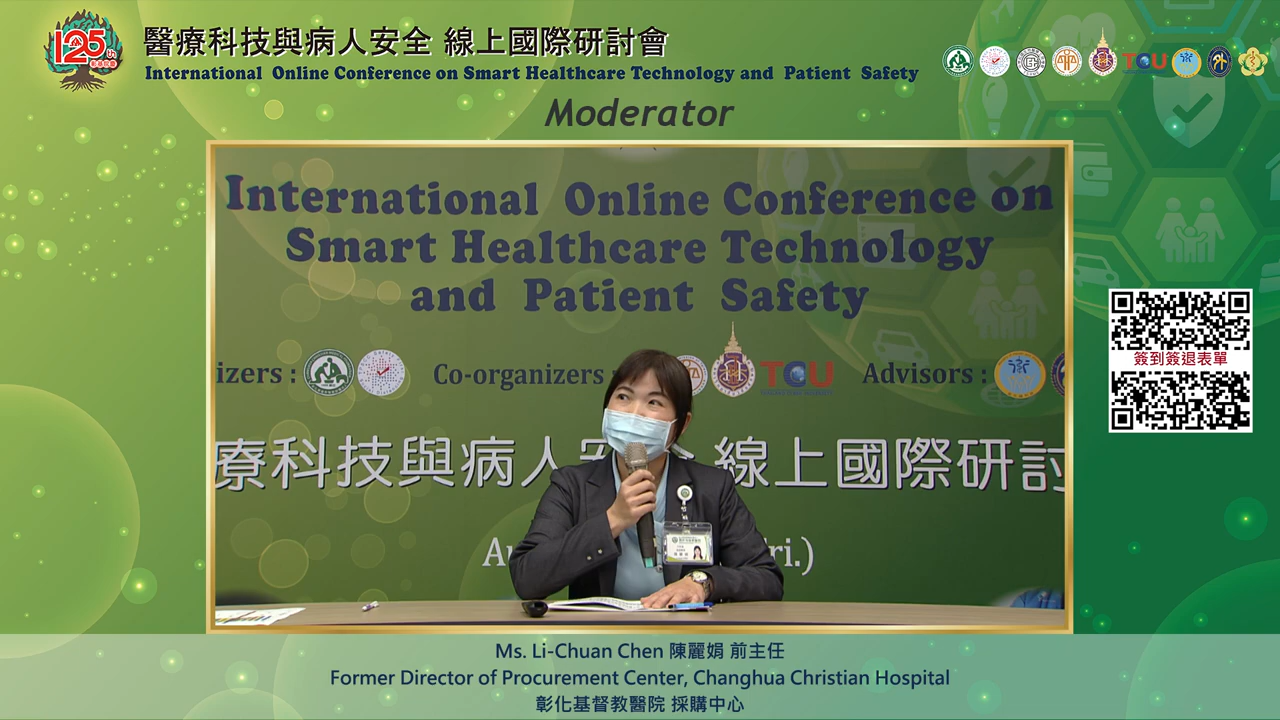 125
醫療科技與病人安全 線上國際研討會
International Online Conference on Smart Healthcare Technology and Patient Safety
TCU
Moderator
International Online Conference on
Smart Healthcare Technology
and Patient Safety
izers :
Co-organizers :
TCU
Advisors :
簽到簽退表單
療科技與病人安全 線上國際研討
Au
ri.)
Ms. Li-Chuan Chen 陳麗娟 前主任
Former Director of Procurement Center, Changhua Christian Hospital
彰化基督教醫院 採購中心